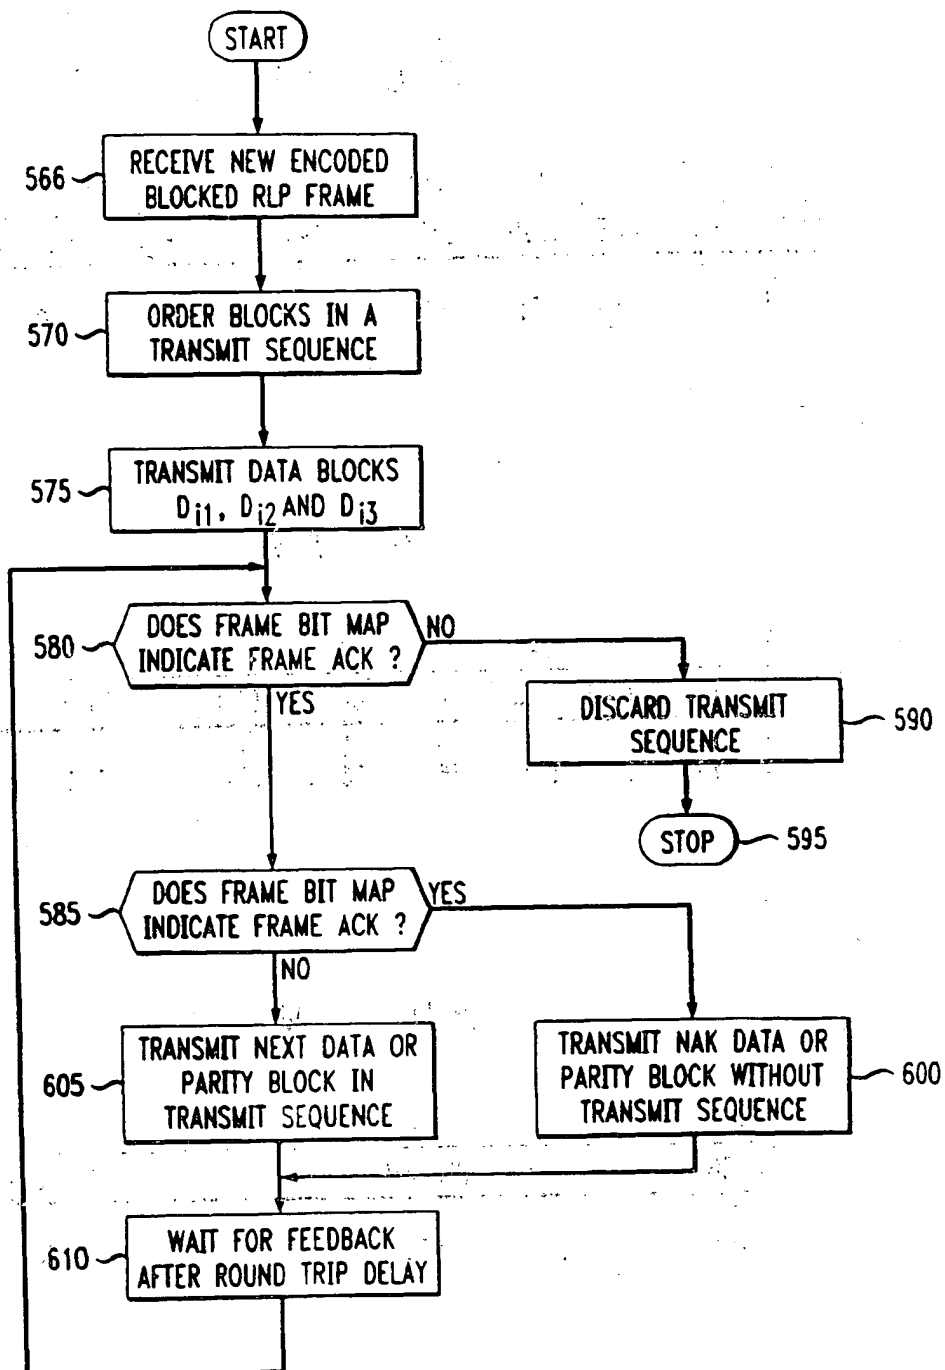 START
566
RECEIVE NEW ENCODED
BLOCKED RLP FRAME
570
ORDER BLOCKS IN A
TRANSMIT SEQUENCE
575
TRANSMIT DATA BLOCKS
Di1, Di2 AND Di3
580
DOES FRAME BIT MAP
INDICATE FRAME ACK ?
NO
YES
DISCARD TRANSMIT
SEQUENCE
590
STOP
595
585
DOES FRAME BIT MAP
INDICATE FRAME ACK ?
YES
NO
605
TRANSMIT NEXT DATA OR
PARITY BLOCK IN
TRANSMIT SEQUENCE
TRANSMIT NAK DATA OR
PARITY BLOCK WITHOUT
TRANSMIT SEQUENCE
600
610
WAIT FOR FEEDBACK
AFTER ROUND TRIP DELAY